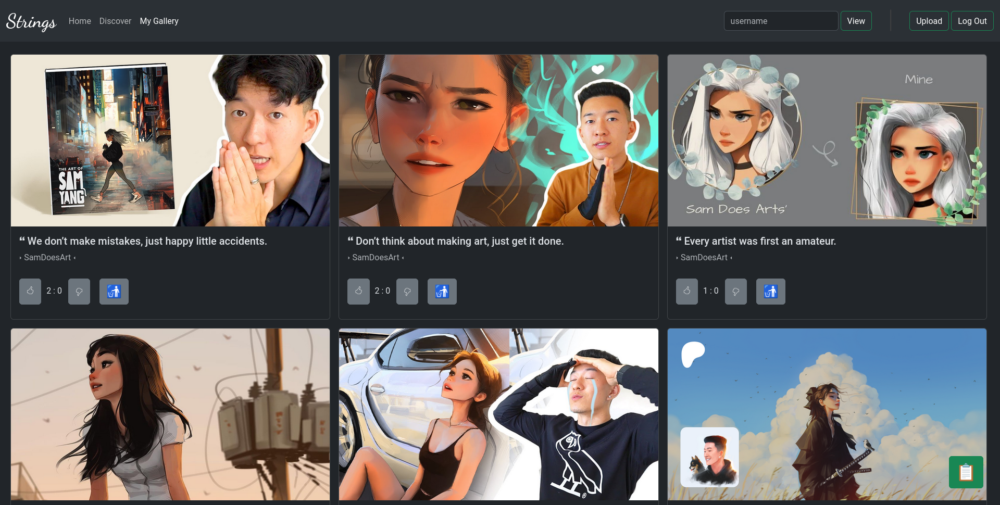 Strings
Home
Discover
My Gallery
username
View
Upload
Log Out
THE ART OF
SAM
YANG
Mine
Sam Does Arts'
❝ We don’t make mistakes, just happy little accidents.
SamDoesArt
2 : 0
❝ Don’t think about making art, just get it done.
SamDoesArt
2 : 0
❝ Every artist was first an amateur.
SamDoesArt
1 : 0